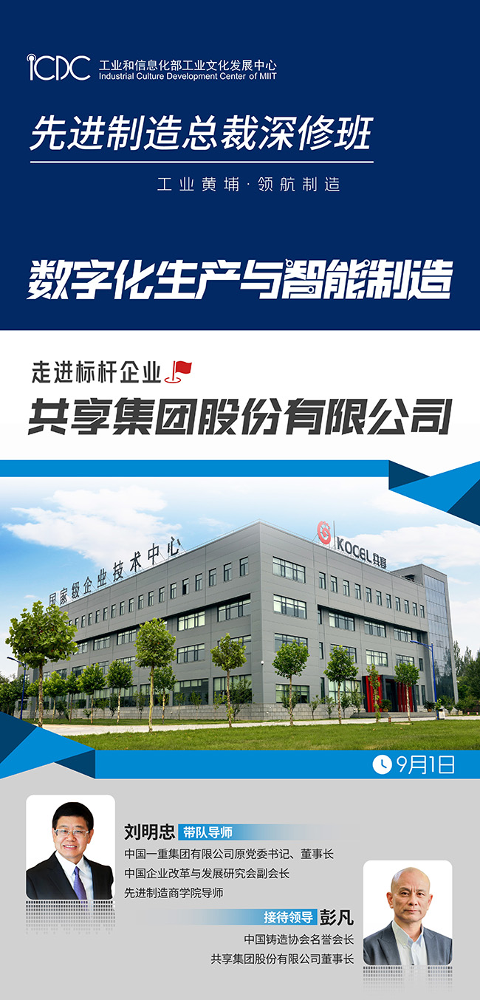 ICDC 工业和信息化部工业文化发展中心
Industrial Culture Development Center of MIIT
先进制造总裁深修班
工业黄埔·领航制造
数字化生产与智能制造
走进标杆企业
共享集团股份有限公司
国家级企业技术中心
KOCEL共享
9月1日
刘明忠 带队导师
中国一重集团有限公司原党委书记、董事长
中国企业改革与发展研究会副会长
先进制造商学院导师
接待领导 彭凡
中国铸造协会名誉会长
共享集团股份有限公司董事长